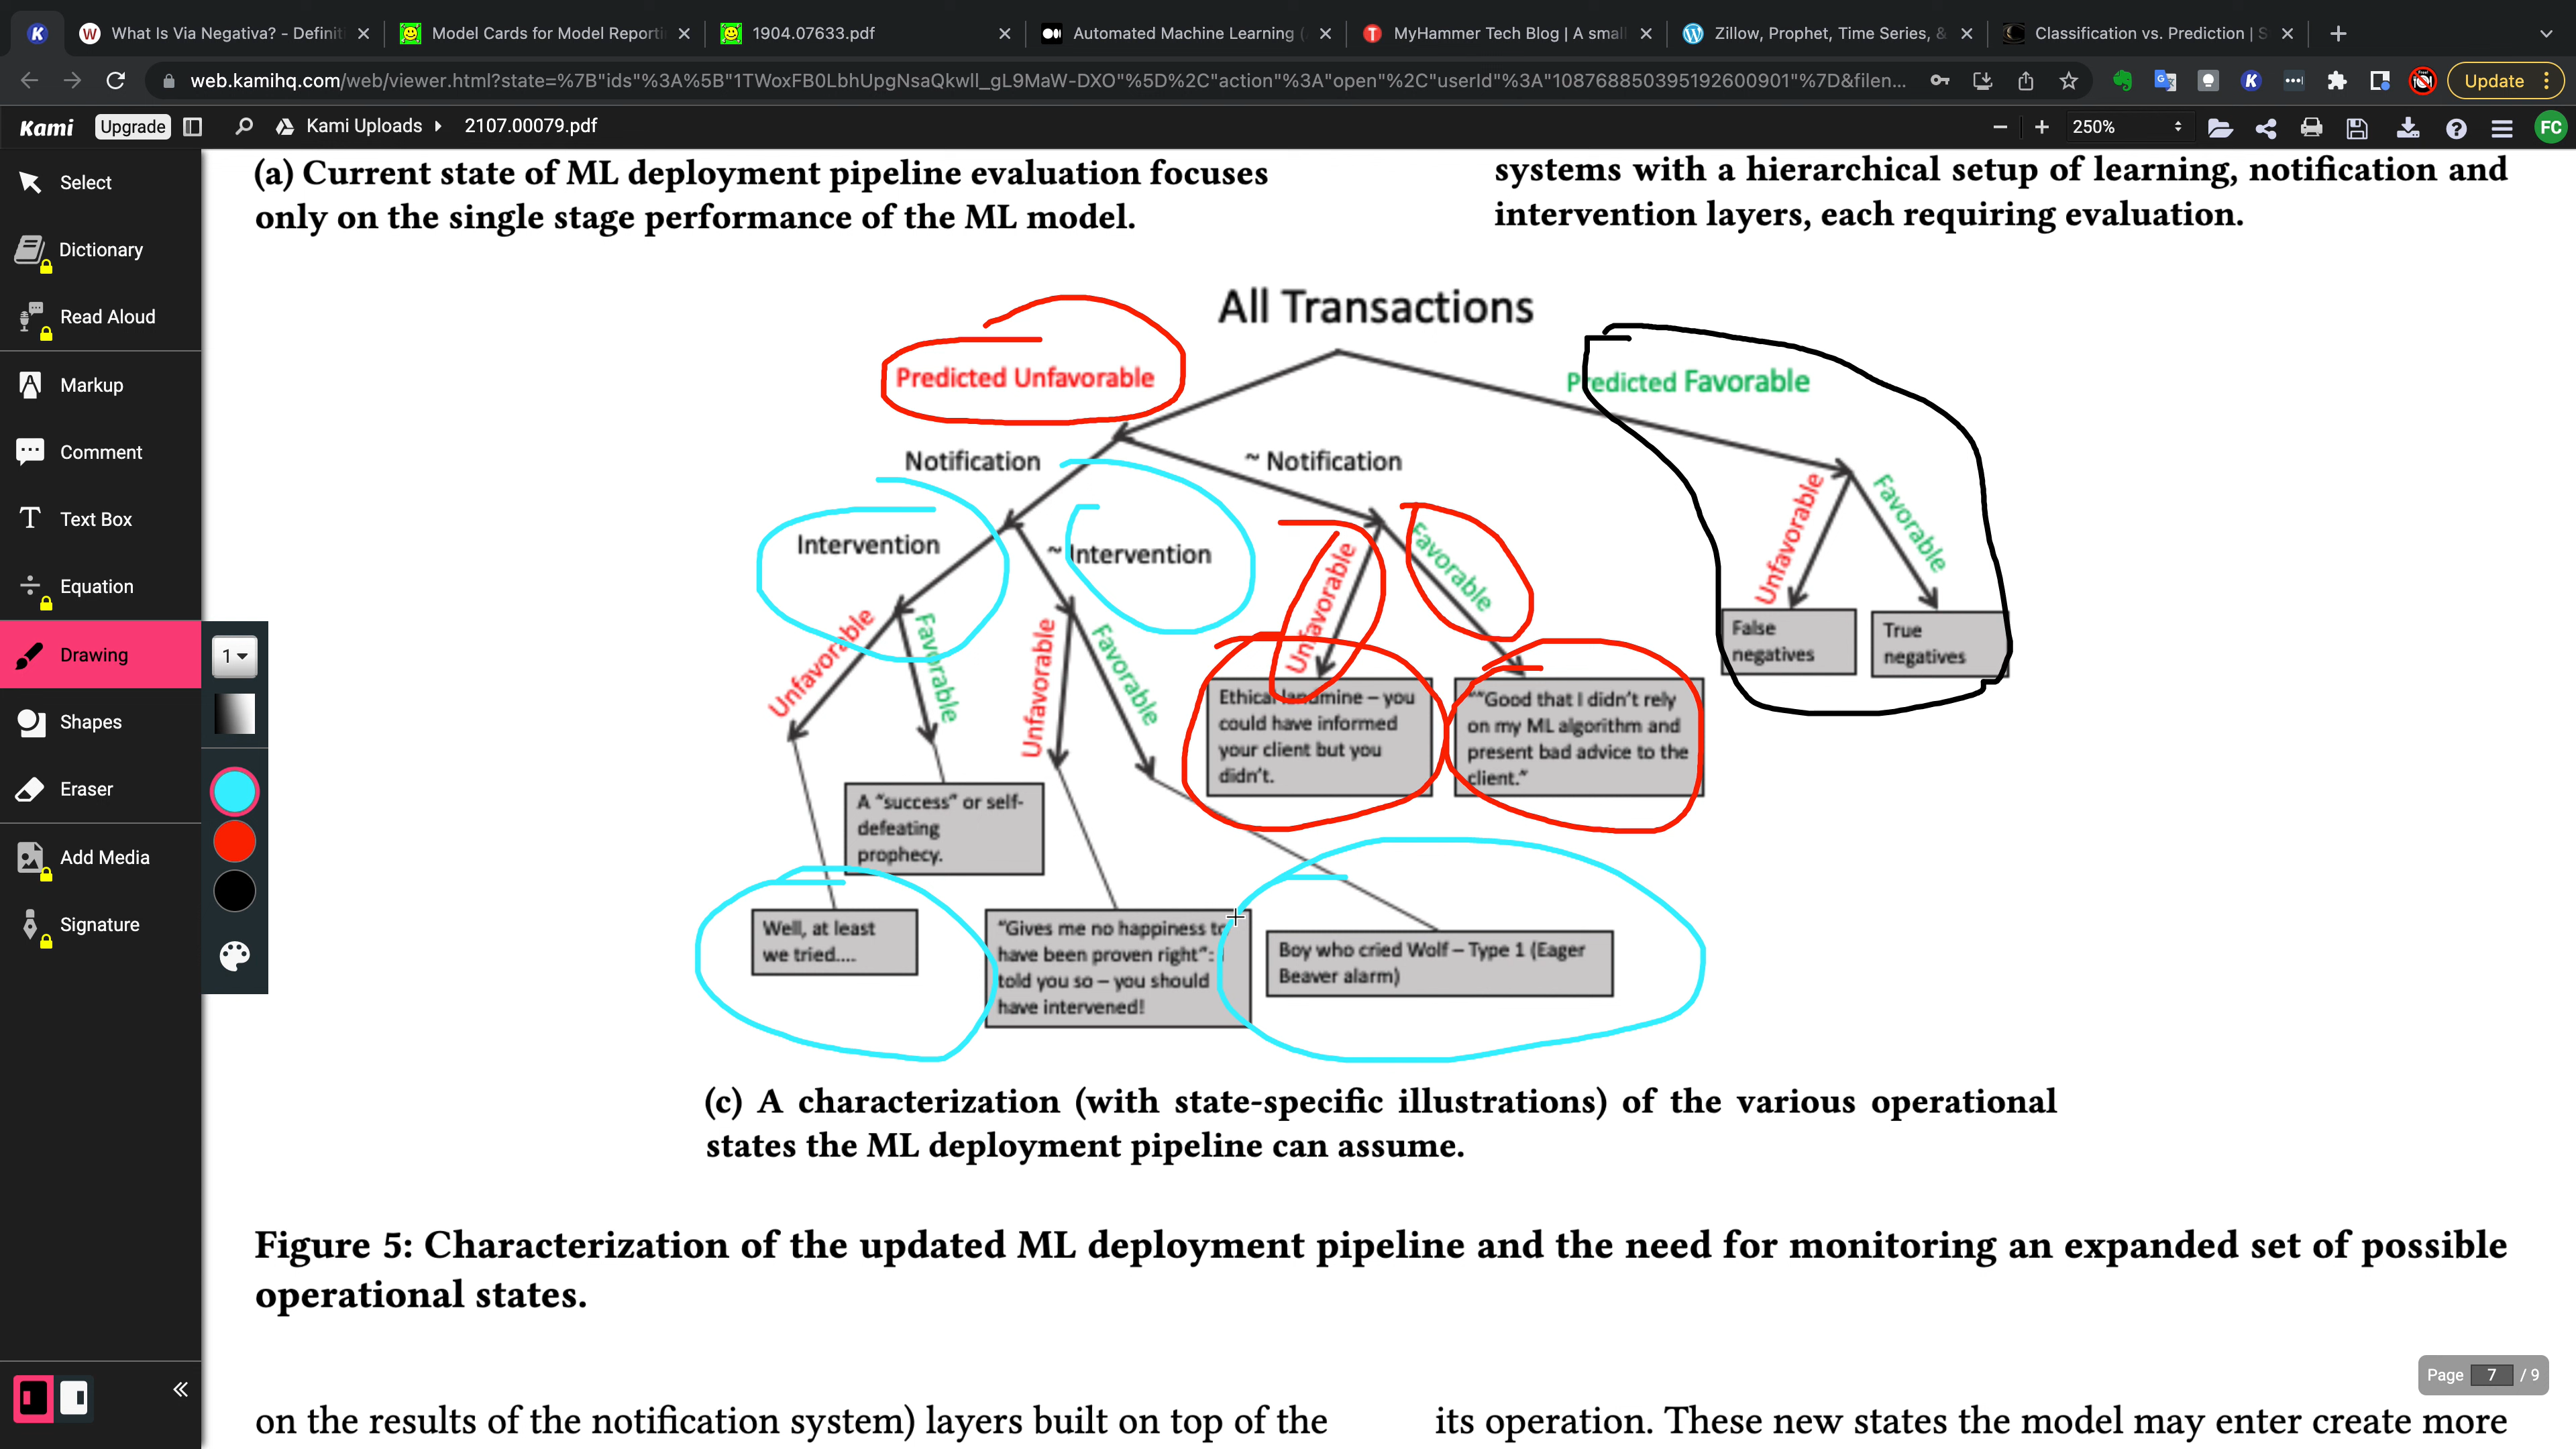 What Is Via Negativa? - Definiti
Model Cards for Model Reporti
1904.07633.pdf
Automated Machine Learning (
MyHammer Tech Blog | A small
Zillow, Prophet, Time Series, &
Classification vs. Prediction | S
web.kamihq.com/web/viewer.html?state=%7B"ids"%3A%5B"1TWoxFB0LbhUpgNsaQkwll_gL9MaW-DXO"%5D%2C"action"%3A"open"%2C"userId"%3A"108768850395192600901"%7D&filen...
Update
Kami
Upgrade
Kami Uploads
2107.00079.pdf
250%
FC
Select
Dictionary
Read Aloud
Markup
Comment
Text Box
Equation
Drawing
Shapes
Eraser
Add Media
Signature
1
(a) Current state of ML deployment pipeline evaluation focuses
only on the single stage performance of the ML model.
systems with a hierarchical setup of learning, notification and
intervention layers, each requiring evaluation.
All Transactions
Predicted Unfavorable
Predicted Favorable
Notification
~ Notification
Intervention
~ Intervention
Unfavorable
Favorable
Unfavorable
Favorable
Unfavorable
Favorable
Unfavorable
Favorable
False
negatives
True
negatives
Ethical landmine – you
could have informed
your client but you
didn't.
""Good that I didn't rely
on my ML algorithm and
present bad advice to the
client."
A "success" or self-
defeating
prophecy.
Well, at least
we tried....
"Gives me no happiness to
have been proven right": I
told you so – you should
have intervened!
Boy who cried Wolf – Type 1 (Eager
Beaver alarm)
(c) A characterization (with state-specific illustrations) of the various operational
states the ML deployment pipeline can assume.
Figure 5: Characterization of the updated ML deployment pipeline and the need for monitoring an expanded set of possible
operational states.
on the results of the notification system) layers built on top of the
its operation. These new states the model may enter create more
Page 7 / 9